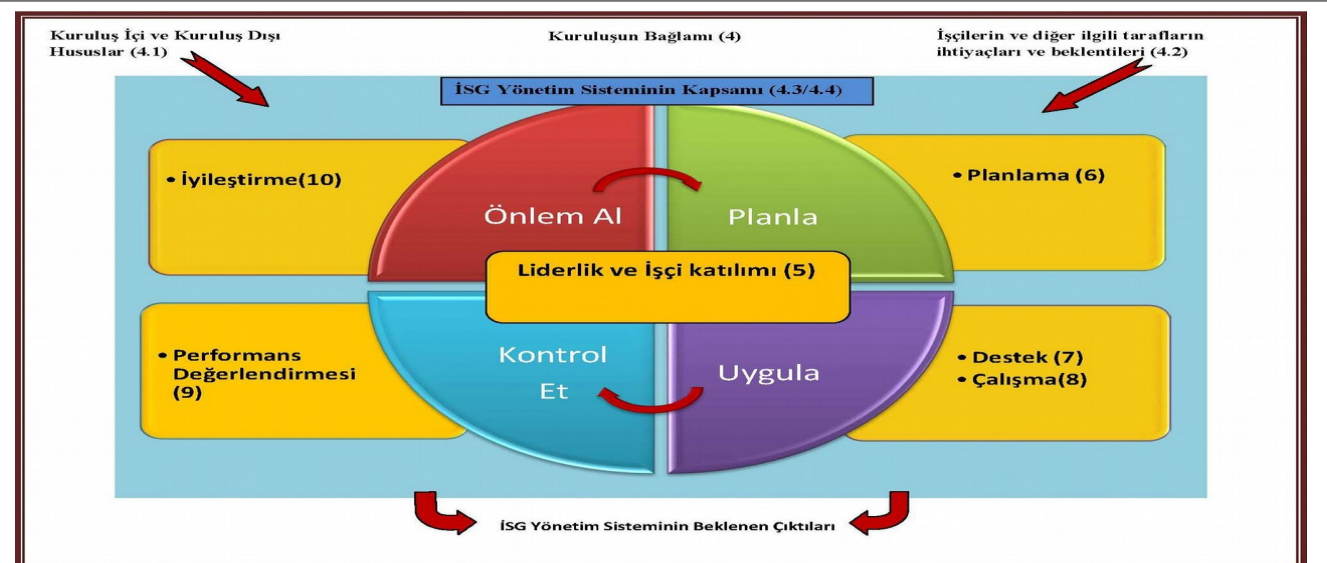 Kuruluş İçi ve Kuruluş Dışı
Hususlar (4.1)
Kuruluşun Bağlamı (4)
İşçilerin ve diğer ilgili tarafların
ihtiyaçları ve beklentileri (4.2)
İSG Yönetim Sisteminin Kapsamı (4.3/4.4)
• İyileştirme(10)
Önlem Al
Planla
• Planlama (6)
Liderlik ve İşçi katılımı (5)
• Performans
Değerlendirmesi
(9)
Kontrol
Et
Uygula
• Destek (7)
• Çalışma(8)
İSG Yönetim Sisteminin Beklenen Çıktıları